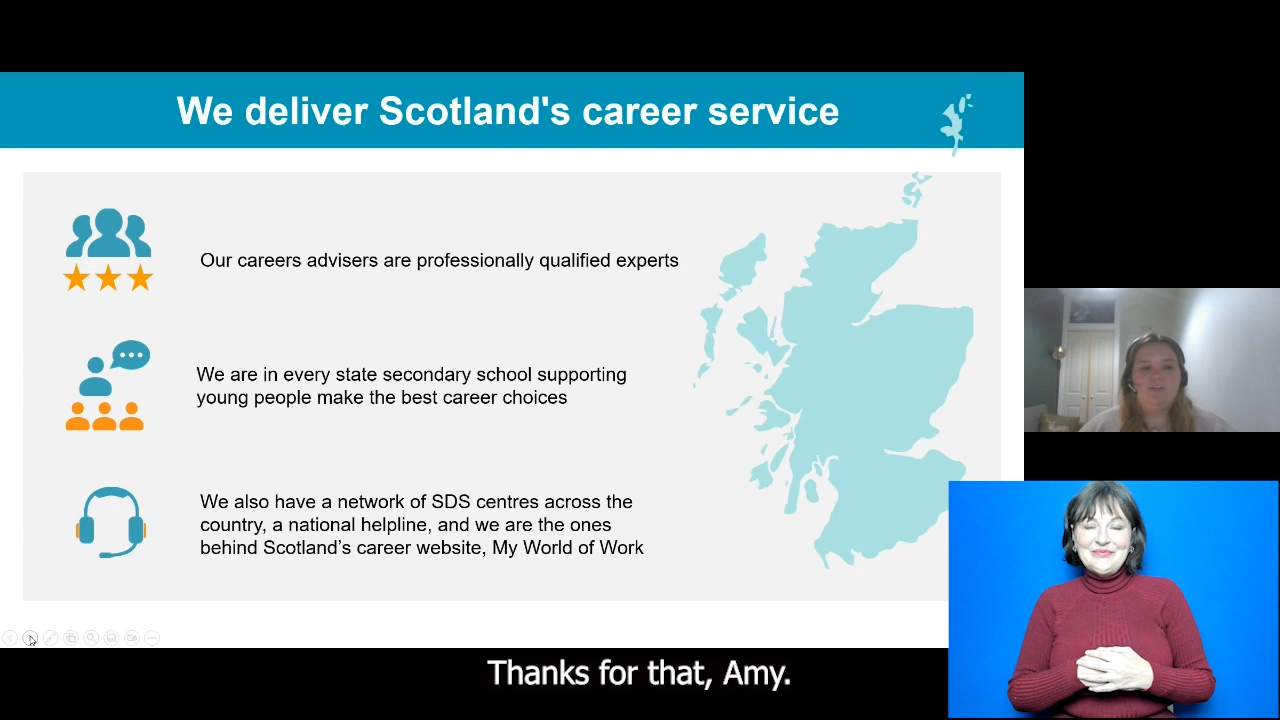 We deliver Scotland's career service
Our careers advisers are professionally qualified experts
We are in every state secondary school supporting
young people make the best career choices
We also have a network of SDS centres across the
country, a national helpline, and we are the ones
behind Scotland’s career website, My World of Work
Thanks for that, Amy.